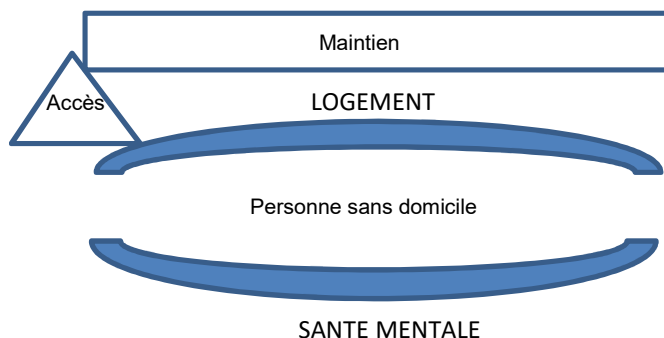 Maintien
Accès
LOGEMENT
Personne sans domicile
SANTE MENTALE